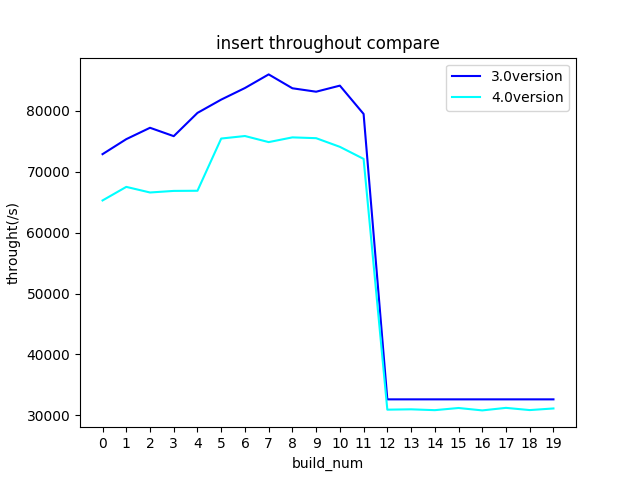 insert throughout compare
3.0version
4.0version
80000
70000
60000
50000
40000
30000
throught(/s)
0 1 2 3 4 5 6 7 8 9 10 11 12 13 14 15 16 17 18 19
build_num